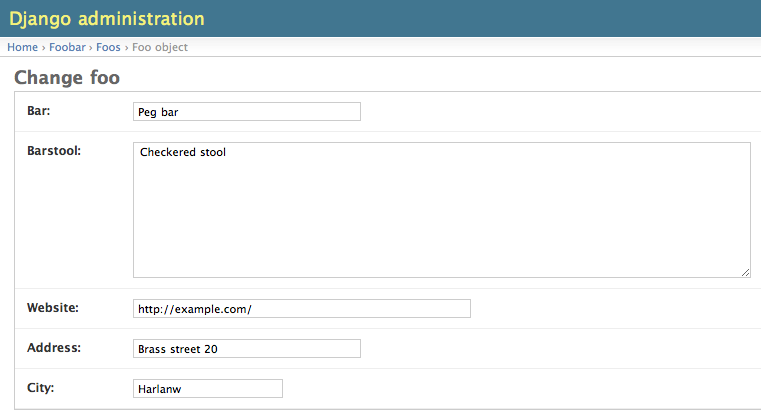 Django administration
Home › Foobar › Foos › Foo object
Change foo
Bar: Peg bar
Barstool: Checkered stool
Website: http://example.com/
Address: Brass street 20
City: Harlanw